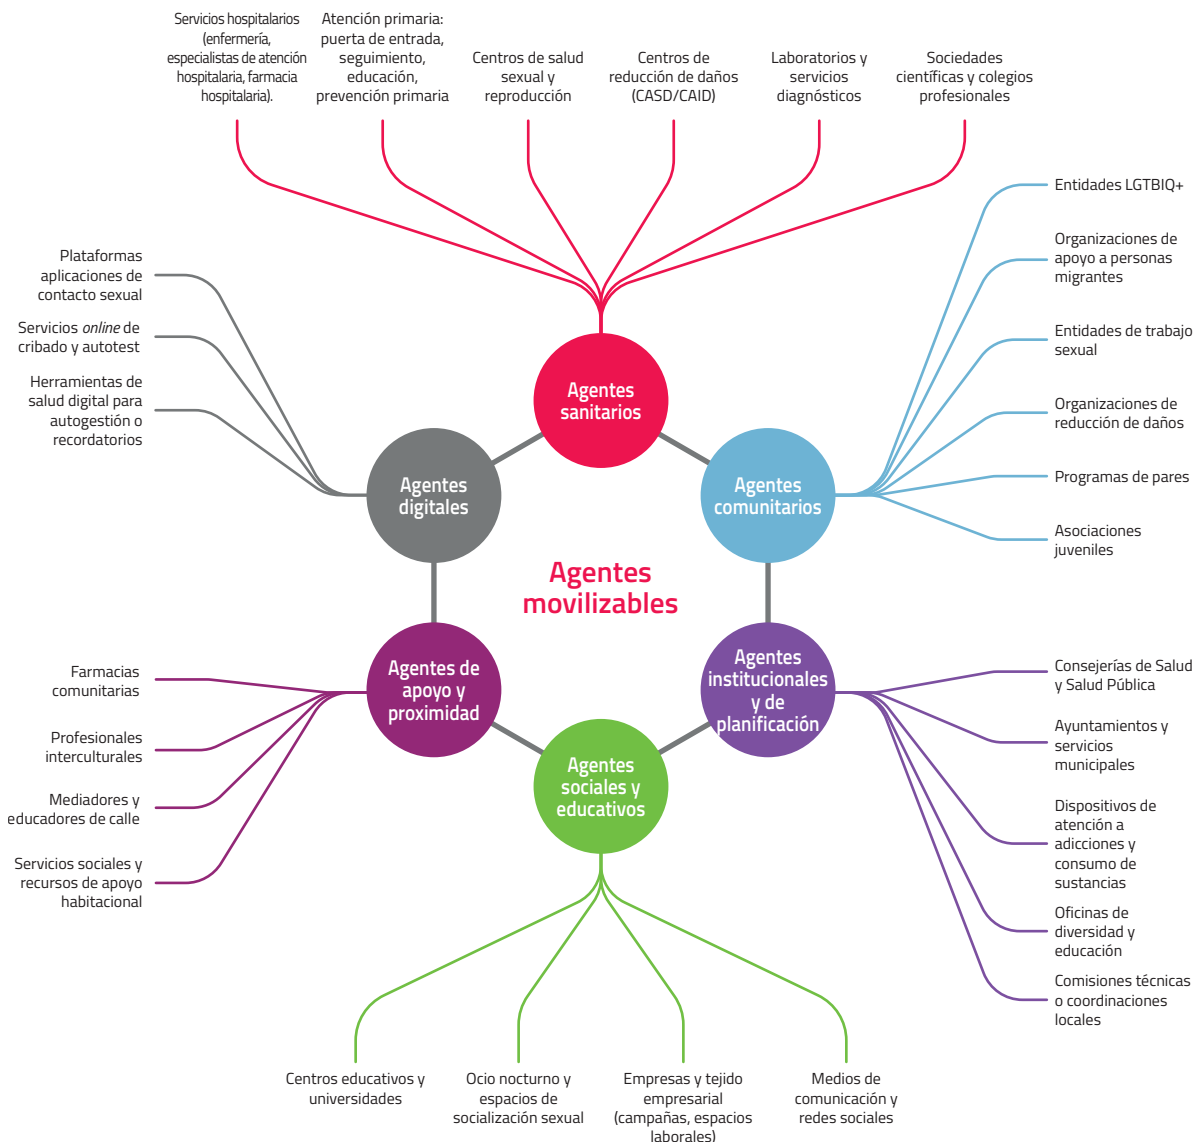 Servicios hospitalarios
(enfermería,
especialistas de atención
hospitalaria, farmacia
hospitalaria).
Atención primaria:
puerta de entrada,
seguimiento,
educación,
prevención primaria
Centros de salud
sexual y
reproducción
Centros de
reducción de daños
(CASD/CAID)
Laboratorios y
servicios
diagnósticos
Sociedades
científicas y colegios
profesionales
Agentes
sanitarios
Entidades LGTBIQ+
Organizaciones de
apoyo a personas
migrantes
Entidades de trabajo
sexual
Organizaciones de
reducción de daños
Programas de pares
Asociaciones
juveniles
Agentes
comunitarios
Plataformas
aplicaciones de
contacto sexual
Servicios online de
cribado y autotest
Herramientas de
salud digital para
autogestión o
recordatorios
Agentes
digitales
Agentes
movilizables
Farmacias
comunitarias
Profesionales
interculturales
Mediadores y
educadores de calle
Servicios sociales y
recursos de apoyo
habitacional
Agentes de
apoyo y
proximidad
Agentes
institucionales
y de
planificación
Consejerías de Salud
y Salud Pública
Ayuntamientos y
servicios
municipales
Dispositivos de
atención a
adicciones y
consumo de
sustancias
Oficinas de
diversidad y
educación
Comisiones técnicas
o coordinaciones
locales
Agentes
sociales y
educativos
Centros educativos y
universidades
Ocio nocturno y
espacios de
socialización sexual
Empresas y tejido
empresarial
(campañas, espacios
laborales)
Medios de
comunicación y
redes sociales